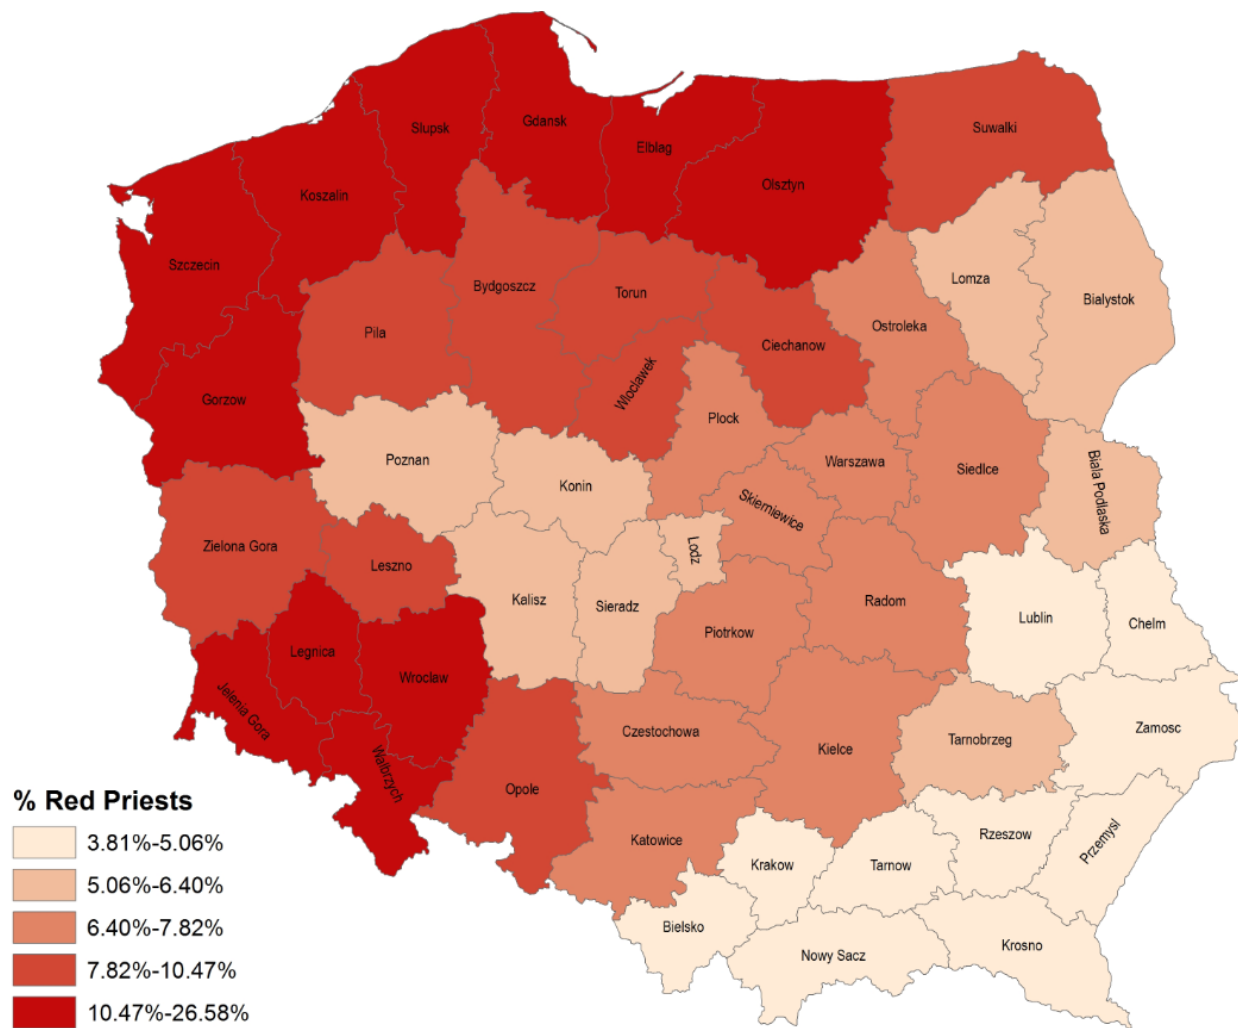 Slupsk
Gdansk
Elblag
Olsztyn
Suwalki
Koszalin
Szczecin
Bydgoszcz
Torun
Lomza
Bialystok
Pila
Ostroleka
Ciechanow
Gorzow
Wloclawek
Plock
Poznan
Konin
Warszawa
Siedlce
Biala Podlaska
Skierniewice
Zielona Gora
Leszno
Lodz
Kalisz
Sieradz
Radom
Lublin
Chelm
Piotrkow
Legnica
Wroclaw
Jelenia Gora
Czestochowa
Kielce
Tarnobrzeg
Zamosc
Walbrzych
Opole
Katowice
Krakow
Tarnow
Rzeszow
Przemysl
Bielsko
Nowy Sacz
Krosno
% Red Priests
3.81%-5.06%
5.06%-6.40%
6.40%-7.82%
7.82%-10.47%
10.47%-26.58%